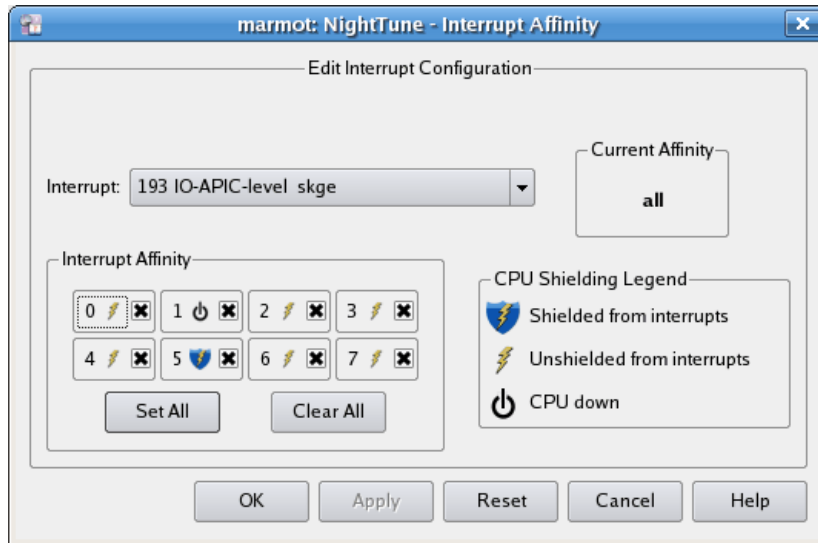 marmot: NightTune - Interrupt Affinity
Edit Interrupt Configuration
Interrupt: 193 IO-APIC-level skge
Current Affinity
all
Interrupt Affinity
0 1 2 3
4 5 6 7
Set All Clear All
CPU Shielding Legend
Shielded from interrupts
Unshielded from interrupts
CPU down
OK Apply Reset Cancel Help